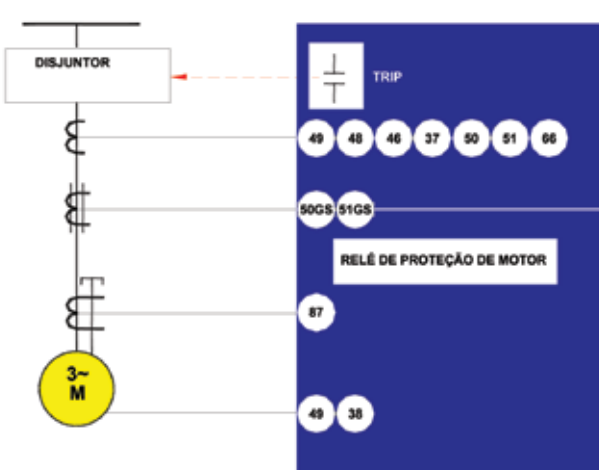 DISJUNTOR
TRIP
49 48 46 37 50 51 66
50GS 51GS
RELÉ DE PROTEÇÃO DE MOTOR
87
3~
M
49 38